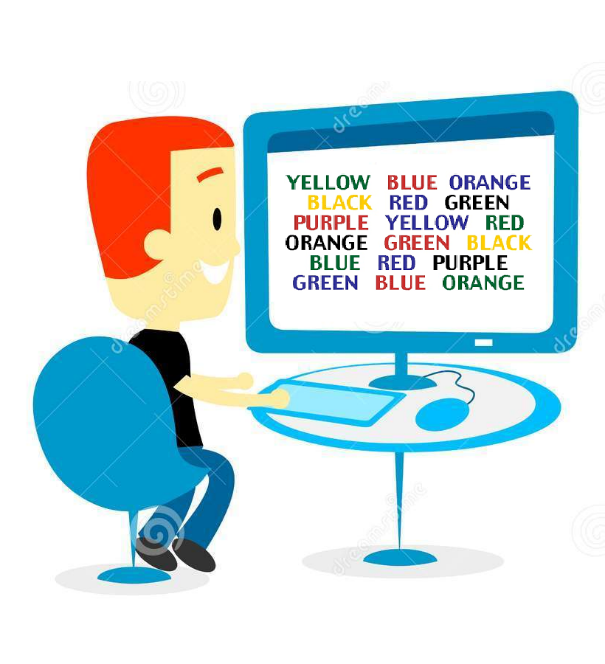 YELLOW BLUE ORANGE
BLACK RED GREEN
PURPLE YELLOW RED
ORANGE GREEN BLACK
BLUE RED PURPLE
GREEN BLUE ORANGE